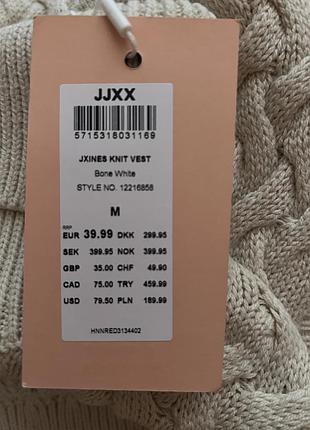 JJXX
5715318031169
JXINES KNIT VEST
Bone White
STYLE NO. 12216858
M
RRP
EUR 39.99 DKK 299.95
SEK 399.95 NOK 399.95
GBP 35.00 CHF 49.90
CAD 75.00 TRY 459.99
USD 79.50 PLN 189.99
HNNRED3134402